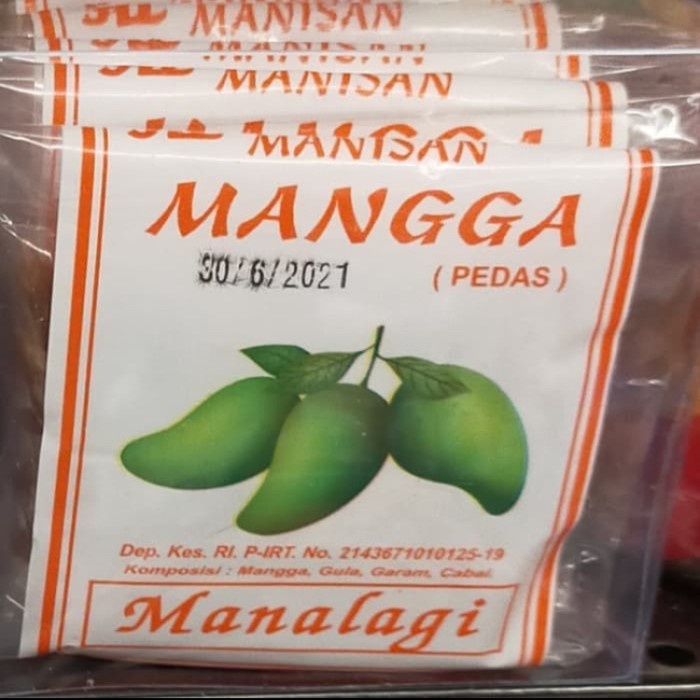 MANISAN
MANISAN
MANISAN
MANISAN
MANGGA
30/6/2021
( PEDAS )
Dep. Kes. RI. P-IRT. No. 2143671010125-19
Komposisi : Mangga, Gula, Garam, Cabai.
Manalagi